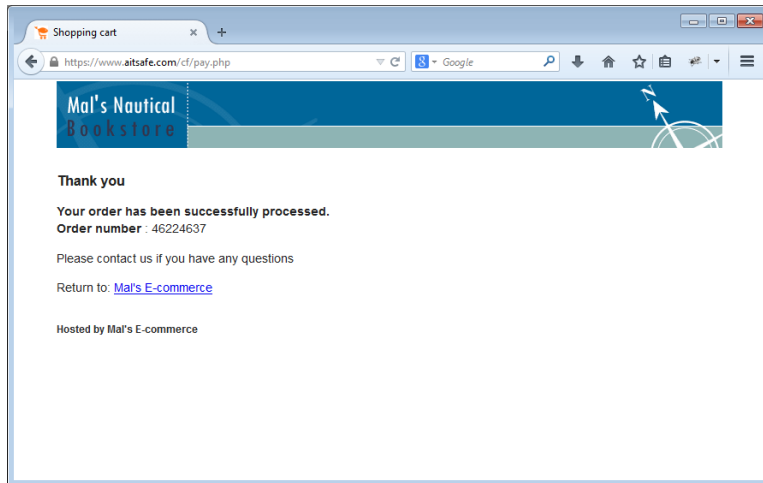 Shopping cart
https://www.aitsafe.com/cf/pay.php
Google
Mal's Nautical
Bookstore
N
Thank you
Your order has been successfully processed.
Order number : 46224637
Please contact us if you have any questions
Return to: Mal's E-commerce
Hosted by Mal's E-commerce